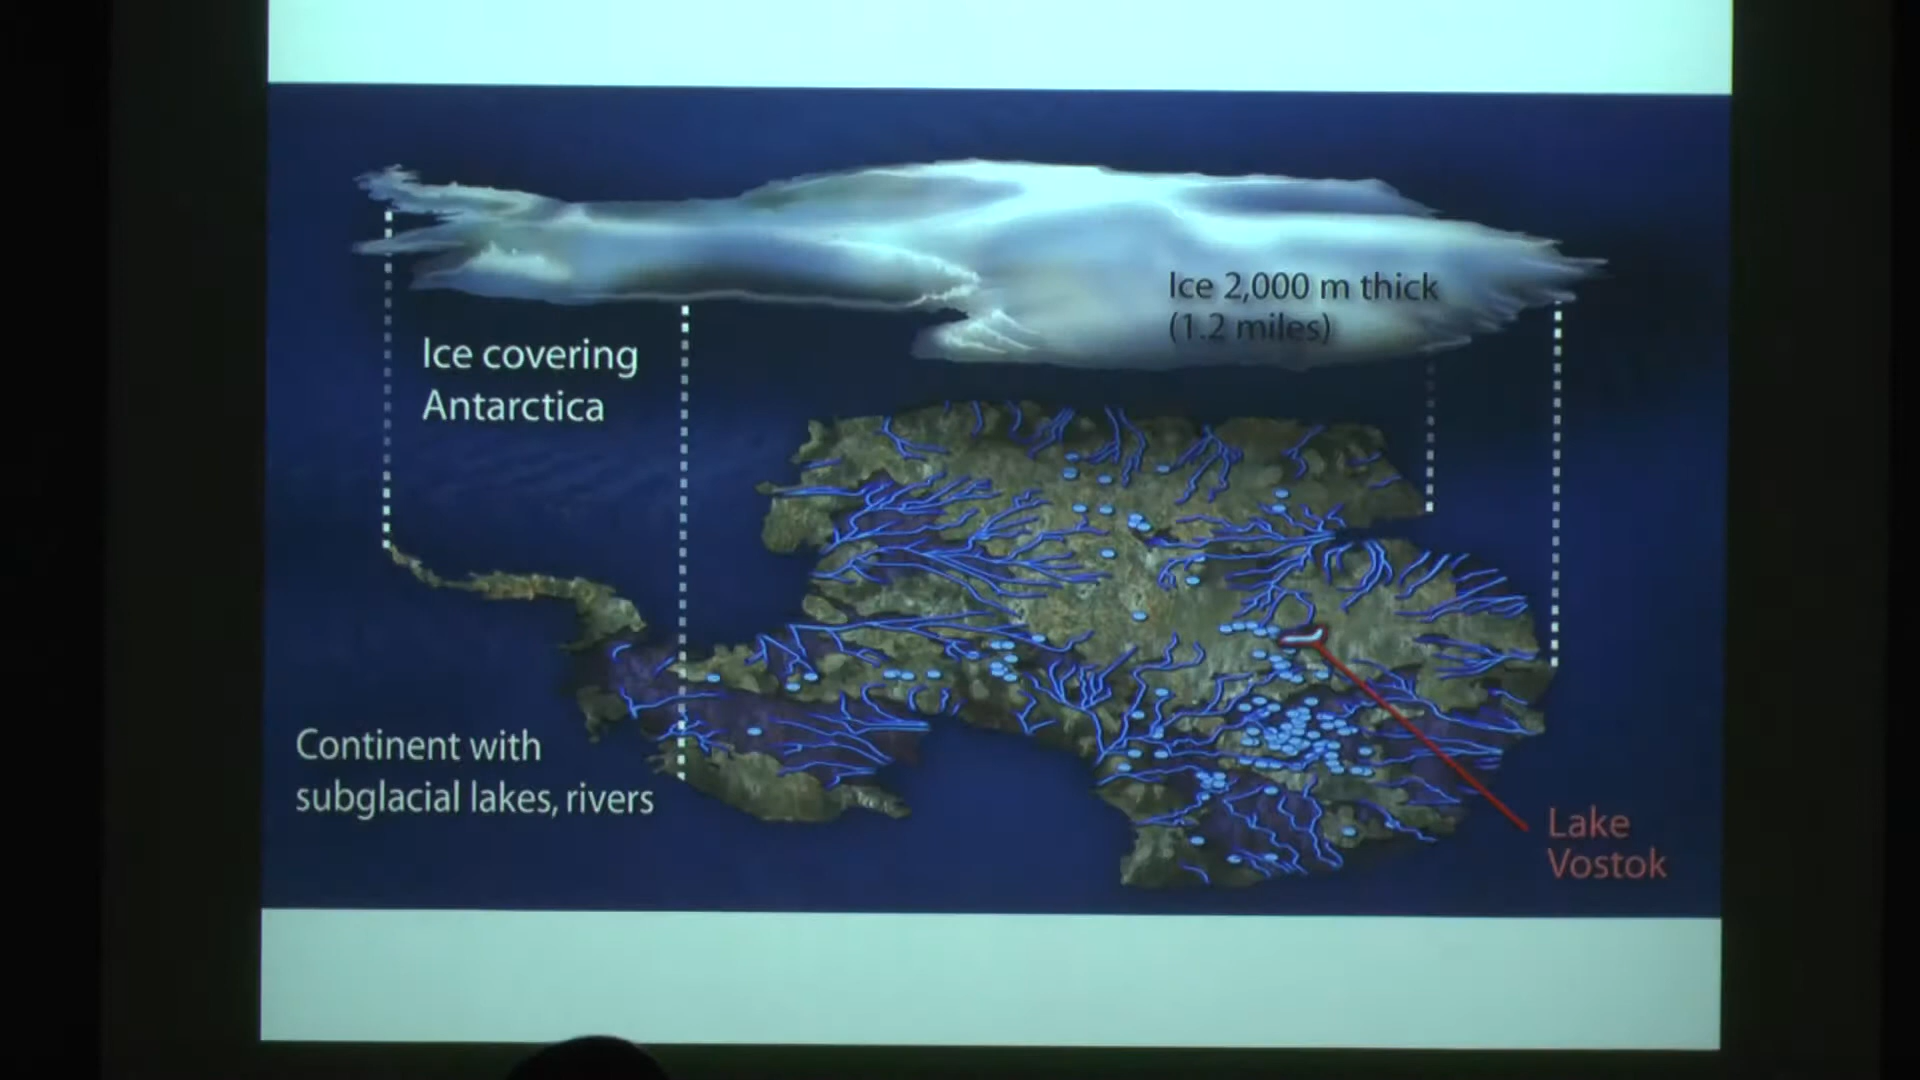 Ice 2,000 m thick
(1.2 miles)
Ice covering
Antarctica
Continent with
subglacial lakes, rivers
Lake
Vostok